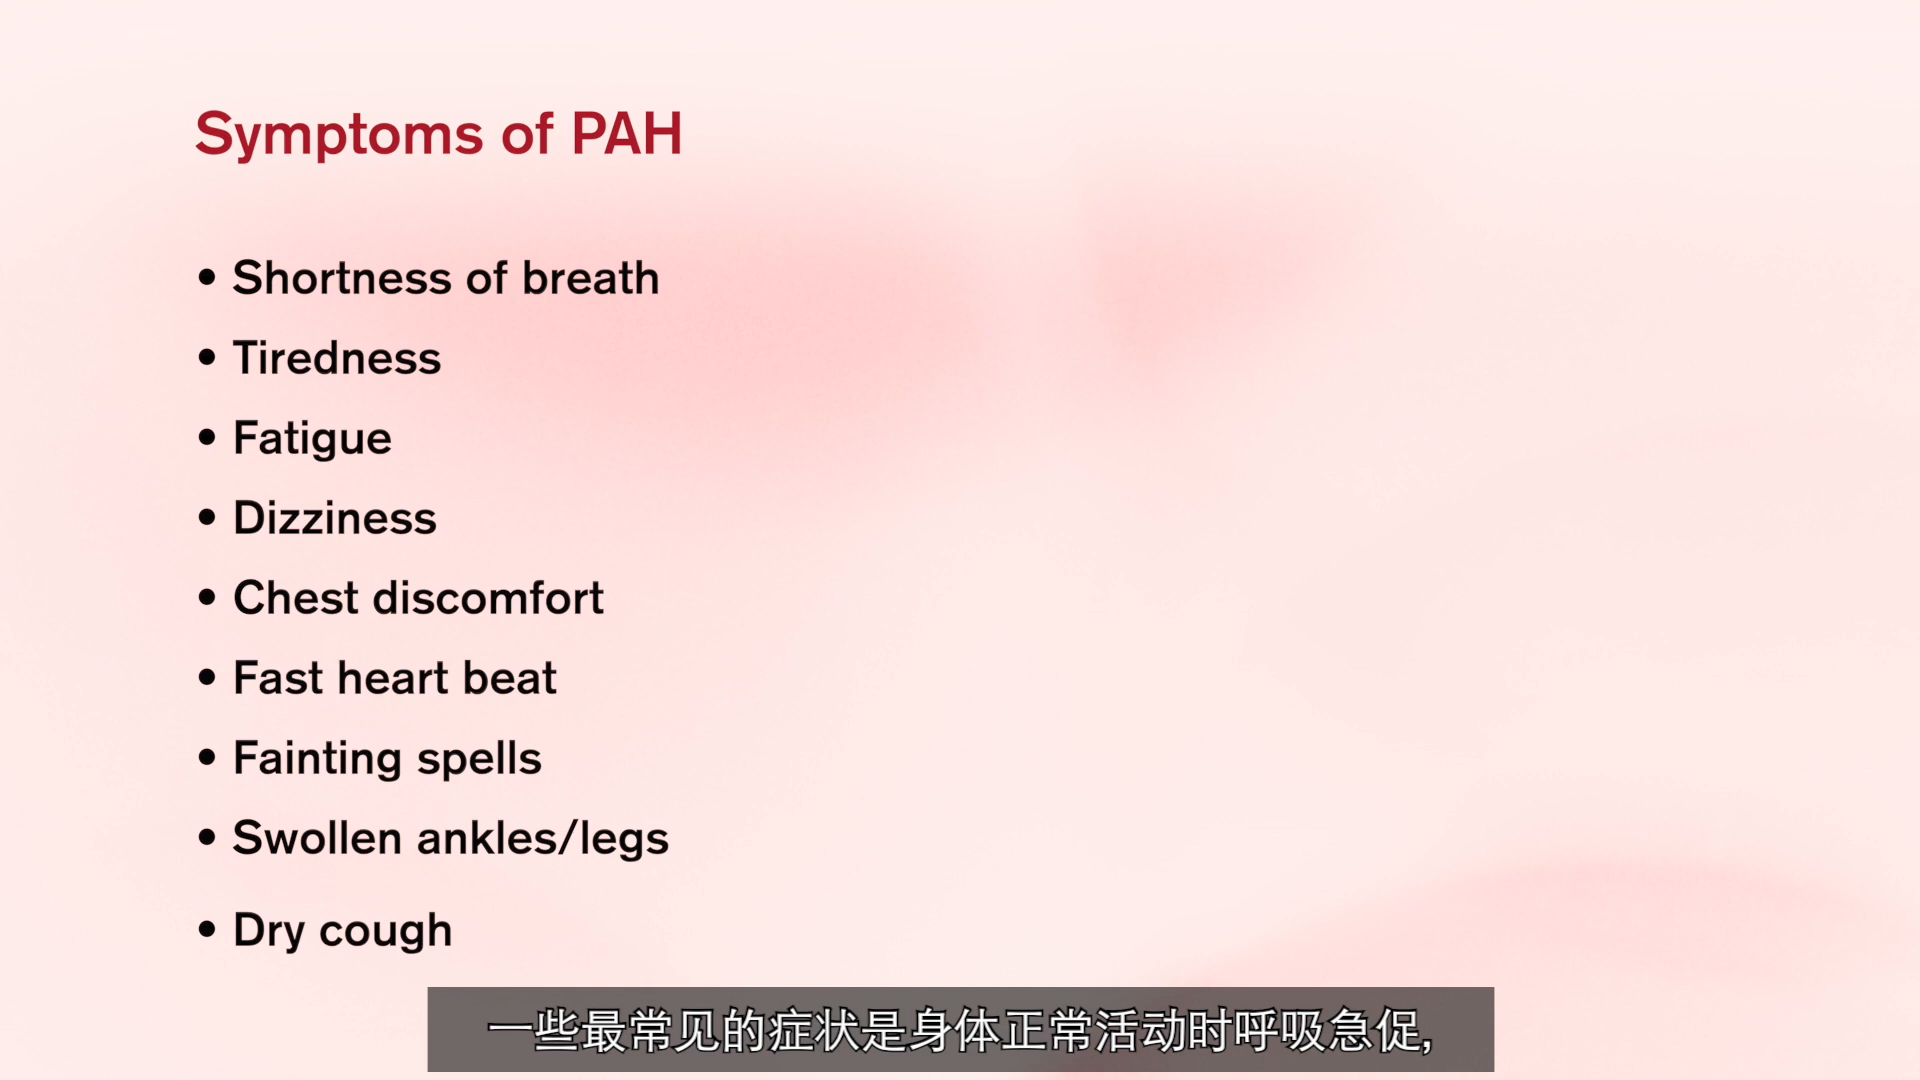 Symptoms of PAH
• Shortness of breath
• Tiredness
• Fatigue
• Dizziness
• Chest discomfort
• Fast heart beat
• Fainting spells
• Swollen ankles/legs
• Dry cough
一些最常见的症状是身体正常活动时呼吸急促,